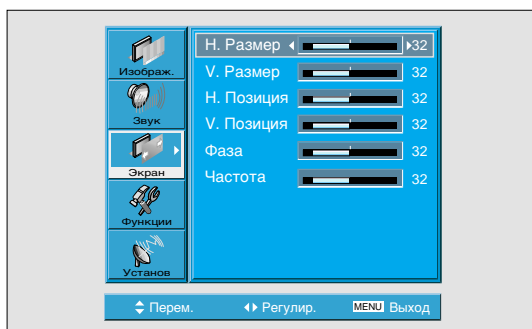 Изображ.
Звук
Экран
Функции
Установ
Н. Размер 32
V. Размер 32
Н. Позиция 32
V. Позиция 32
Фаза 32
Частота 32
Перем. Регулир. MENU Выход